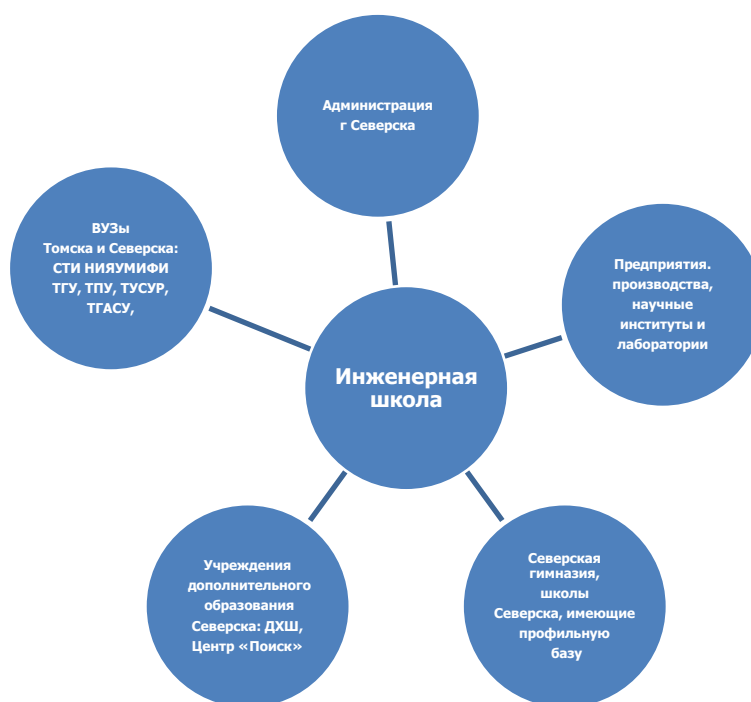 Администрация
г Северска
ВУЗы
Томска и Северска:
СТИ НИЯУМИФИ
ТГУ, ТПУ, ТУСУР,
ТГАСУ,
Предприятия.
производства,
научные
институты и
лаборатории
Инженерная
школа
Учреждения
дополнительного
образования
Северска: ДХШ,
Центр «Поиск»
Северская
гимназия,
школы
Северска, имеющие
профильную
базу